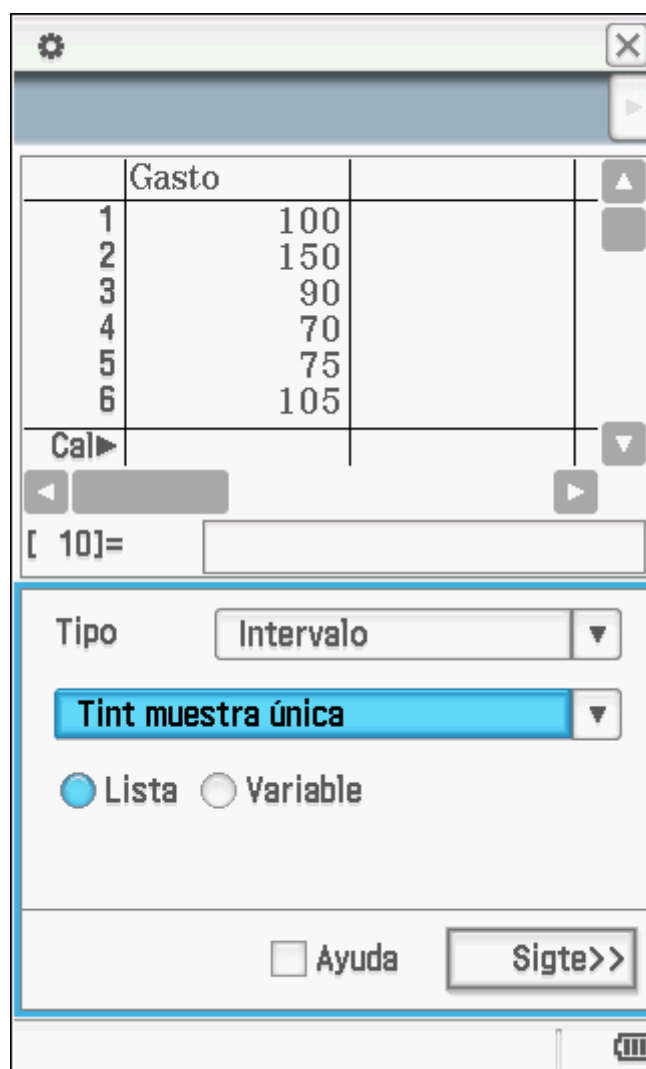 Gasto
1 100
2 150
3 90
4 70
5 75
6 105
Cal▶
[ 10]=
Tipo Intervalo
Tint muestra única
Lista Variable
Ayuda Sigte>>